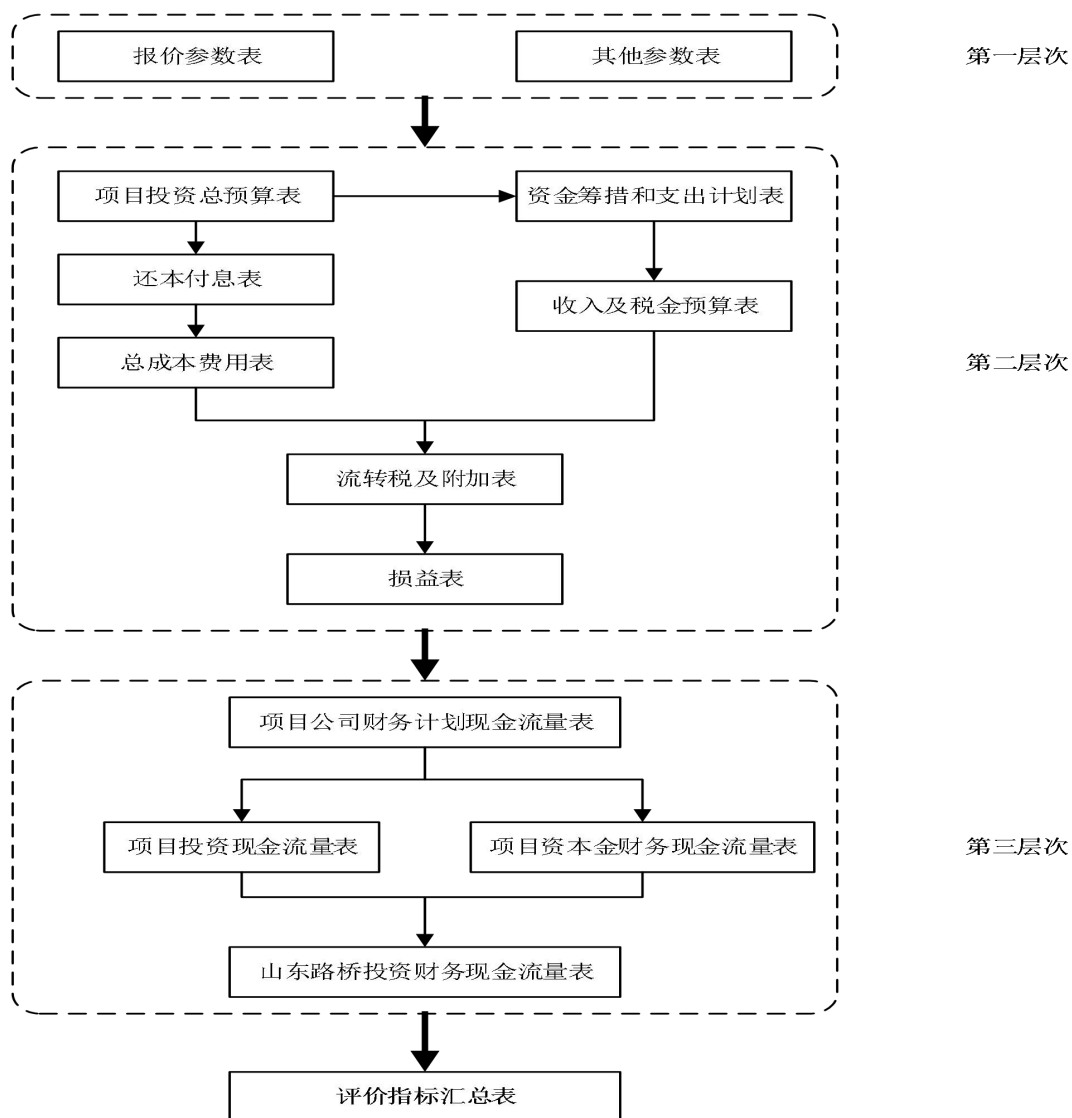 报价参数表
其他参数表
第一层次
项目投资总预算表
资金筹措和支出计划表
还本付息表
收入及税金预算表
总成本费用表
第二层次
流转税及附加表
损益表
项目公司财务计划现金流量表
项目投资现金流量表
项目资本金财务现金流量表
第三层次
山东路桥投资财务现金流量表
评价指标汇总表